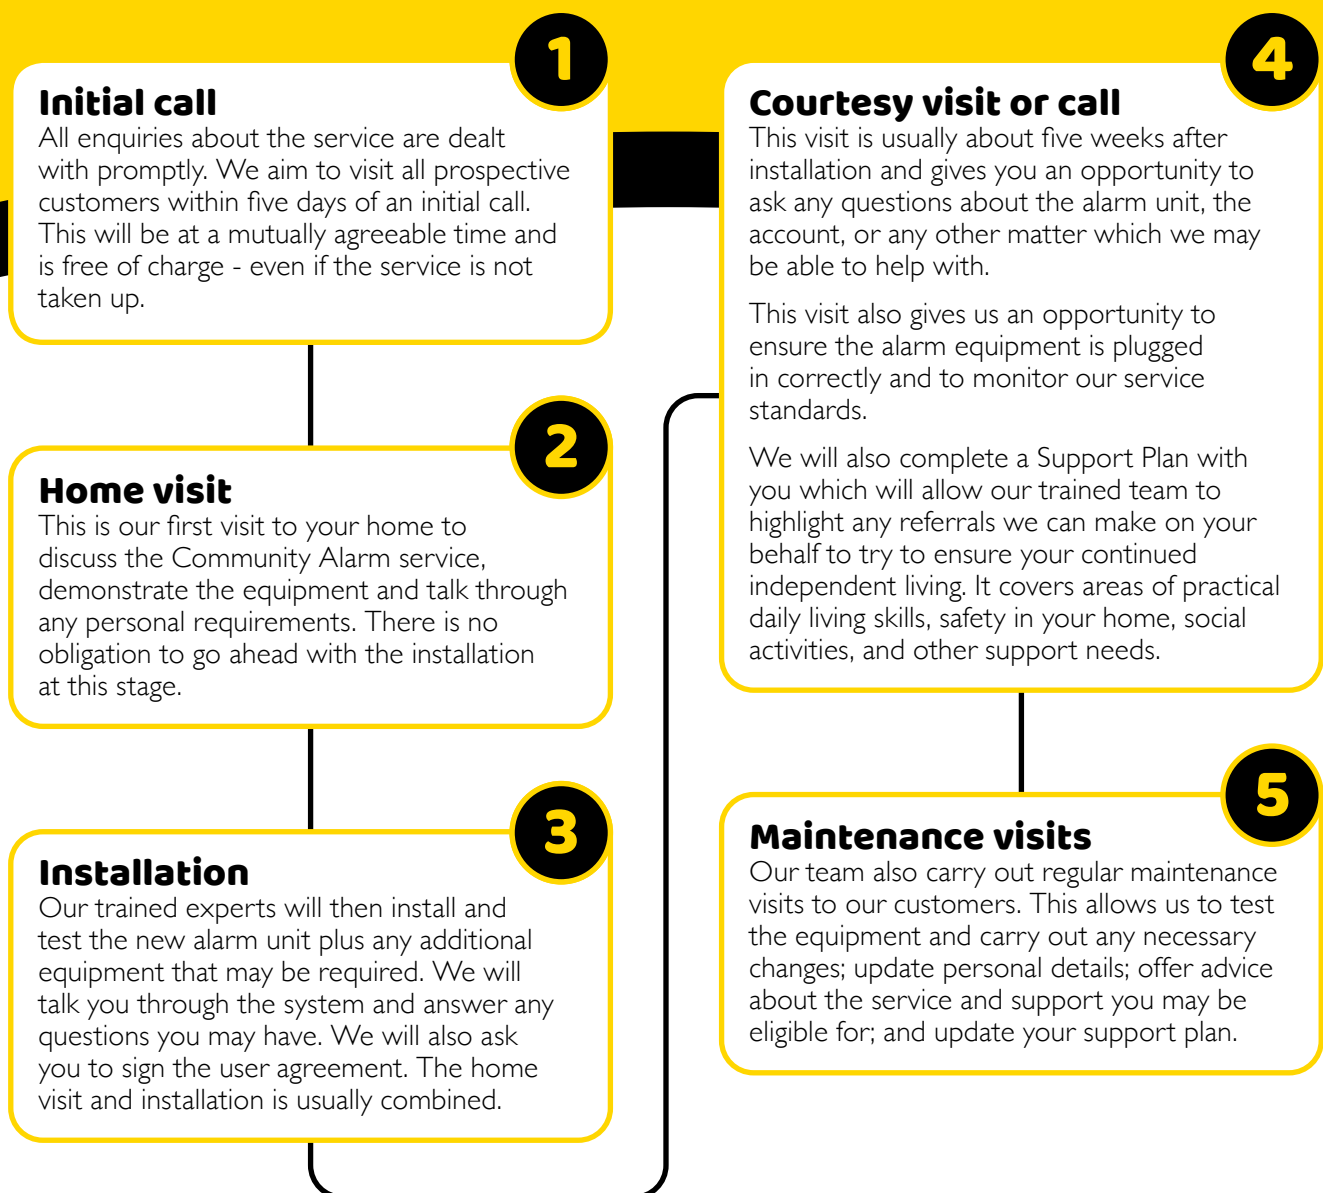 1
Initial call
All enquiries about the service are dealt
with promptly. We aim to visit all prospective
customers within five days of an initial call.
This will be at a mutually agreeable time and
is free of charge - even if the service is not
taken up.
2
Home visit
This is our first visit to your home to
discuss the Community Alarm service,
demonstrate the equipment and talk through
any personal requirements. There is no
obligation to go ahead with the installation
at this stage.
3
Installation
Our trained experts will then install and
test the new alarm unit plus any additional
equipment that may be required. We will
talk you through the system and answer any
questions you may have. We will also ask
you to sign the user agreement. The home
visit and installation is usually combined.
4
Courtesy visit or call
This visit is usually about five weeks after
installation and gives you an opportunity to
ask any questions about the alarm unit, the
account, or any other matter which we may
be able to help with.
This visit also gives us an opportunity to
ensure the alarm equipment is plugged
in correctly and to monitor our service
standards.
We will also complete a Support Plan with
you which will allow our trained team to
highlight any referrals we can make on your
behalf to try to ensure your continued
independent living. It covers areas of practical
daily living skills, safety in your home, social
activities, and other support needs.
5
Maintenance visits
Our team also carry out regular maintenance
visits to our customers. This allows us to test
the equipment and carry out any necessary
changes; update personal details; offer advice
about the service and support you may be
eligible for; and update your support plan.